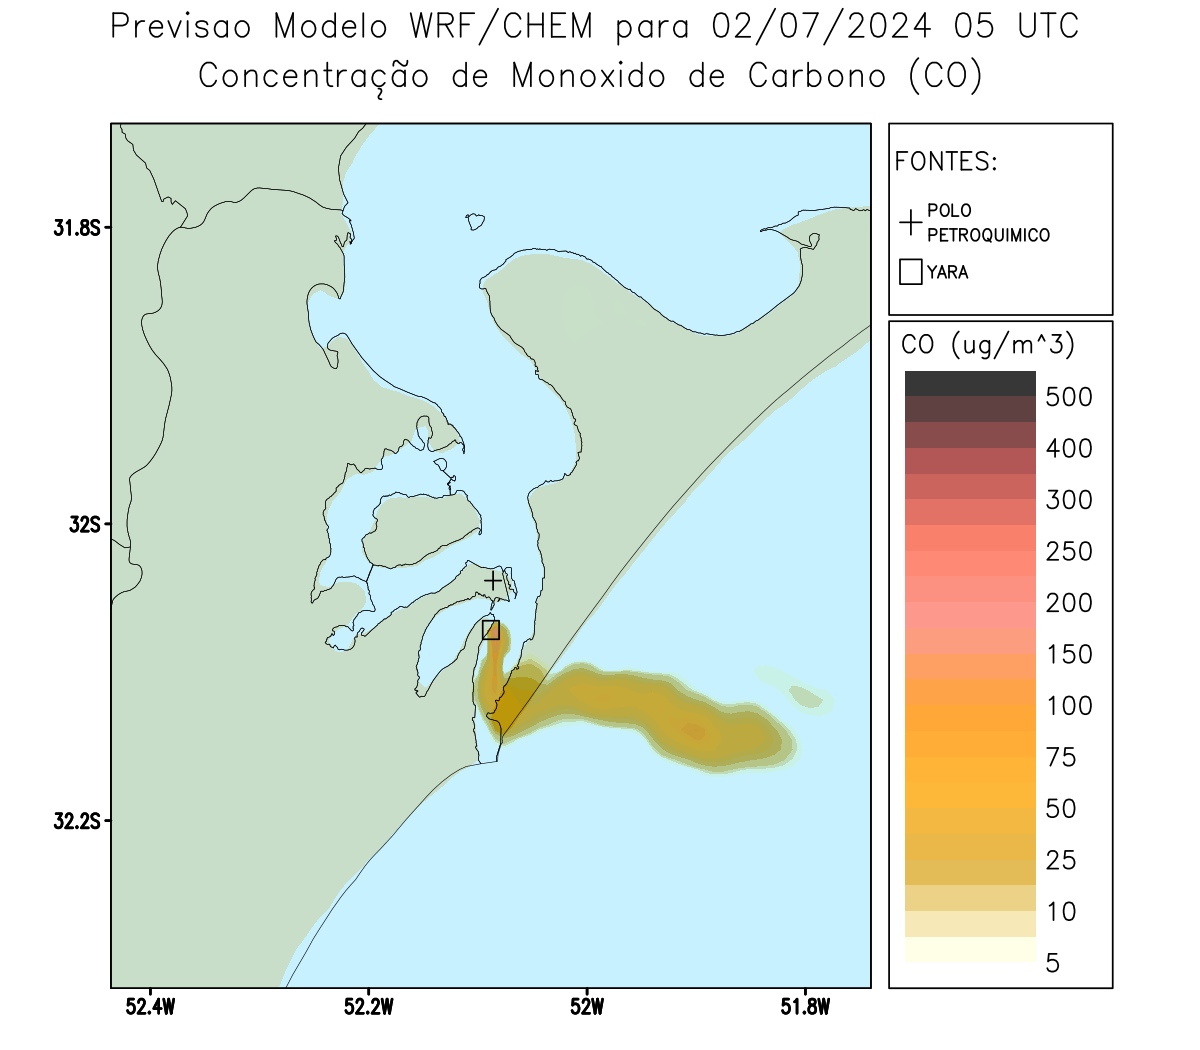 Previsao Modelo WRF/CHEM para 02/07/2024 05 UTC
Concentração de Monoxido de Carbono (CO)
FONTES:
POLO
PETROQUIMICO
YARA
CO (ug/m^3)
500
400
300
250
200
150
100
75
50
25
10
5
31.8S
32S
32.2S
52.4W
52.2W
52W
51.8W